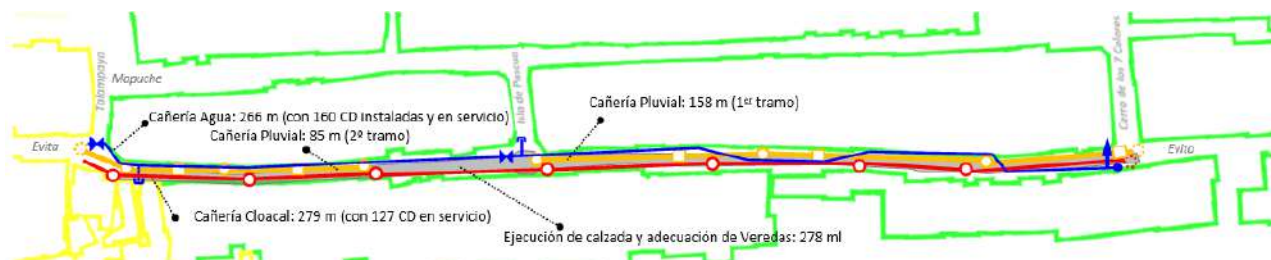 Talampaya
Mapuche
Isla de Pascua
Cerro de los 7 Colores
Cañería Pluvial: 158 m (1er tramo)
Cañería Agua: 266 m (con 160 CD instaladas y en servicio)
Cañería Pluvial: 85 m (2º tramo)
Evita
Evita
Cañería Cloacal: 279 m (con 127 CD en servicio)
Ejecución de calzada y adecuación de Veredas: 278 ml